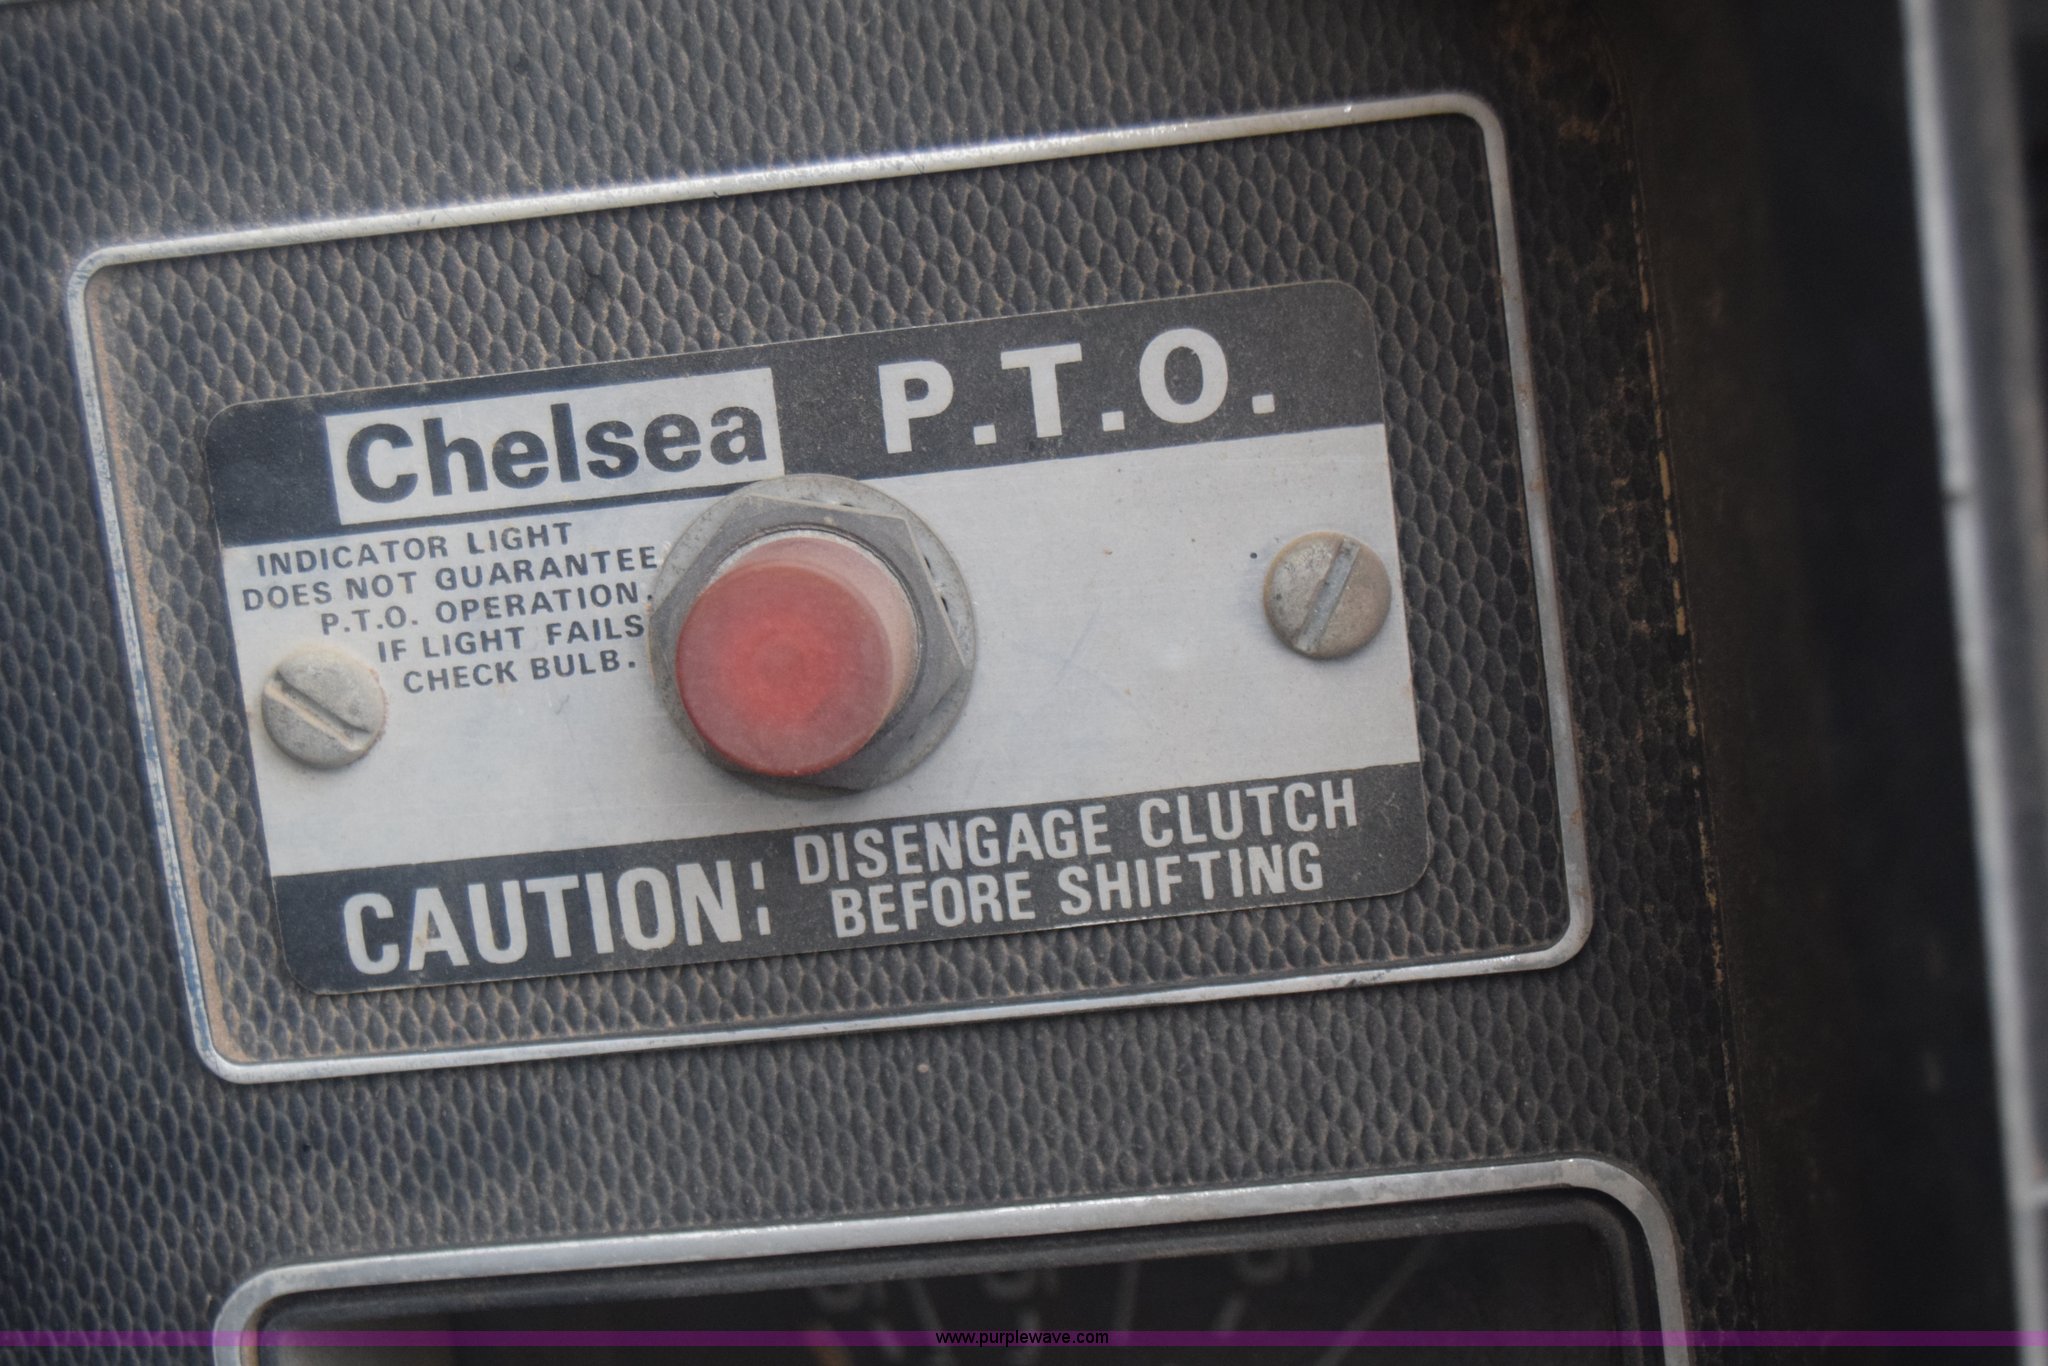 Chelsea P.T.O.
INDICATOR LIGHT
DOES NOT GUARANTEE
P.T.O. OPERATION.
IF LIGHT FAILS
CHECK BULB.
CAUTION: DISENGAGE CLUTCH
BEFORE SHIFTING
www.purplewave.com